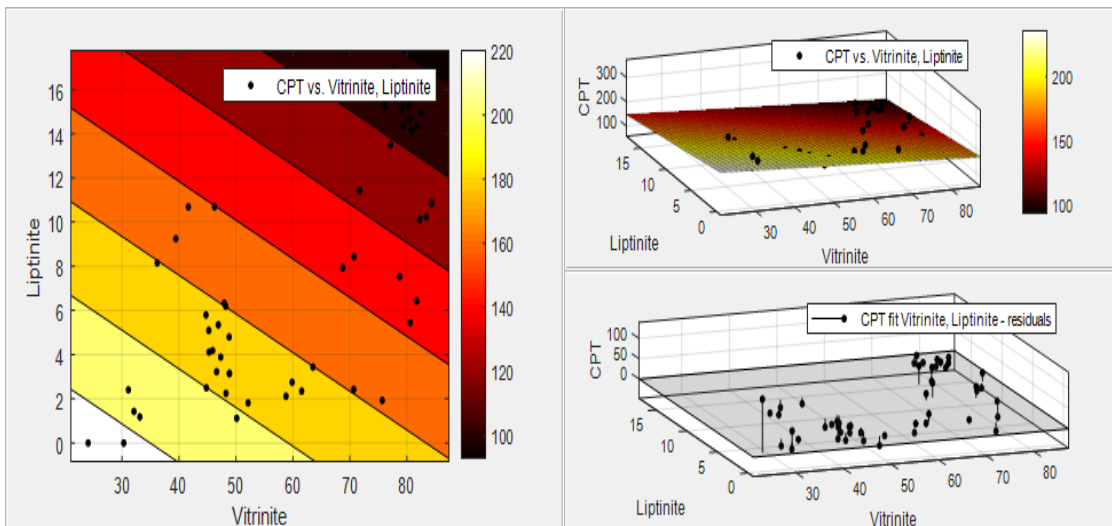 CPT vs. Vitrinite, Liptinite
16
14
12
10
8
6
4
2
0
Liptinite
30 40 50 60 70 80
Vitrinite
220
200
180
160
140
120
100
CPT vs. Vitrinite, Liptinite
300
200
100
CPT
15
10
5
0
Liptinite
30 40 50 60 70 80
Vitrinite
200
150
100
CPT fit Vitrinite, Liptinite - residuals
100
50
0
CPT
15
10
5
0
Liptinite
30 40 50 60 70 80
Vitrinite